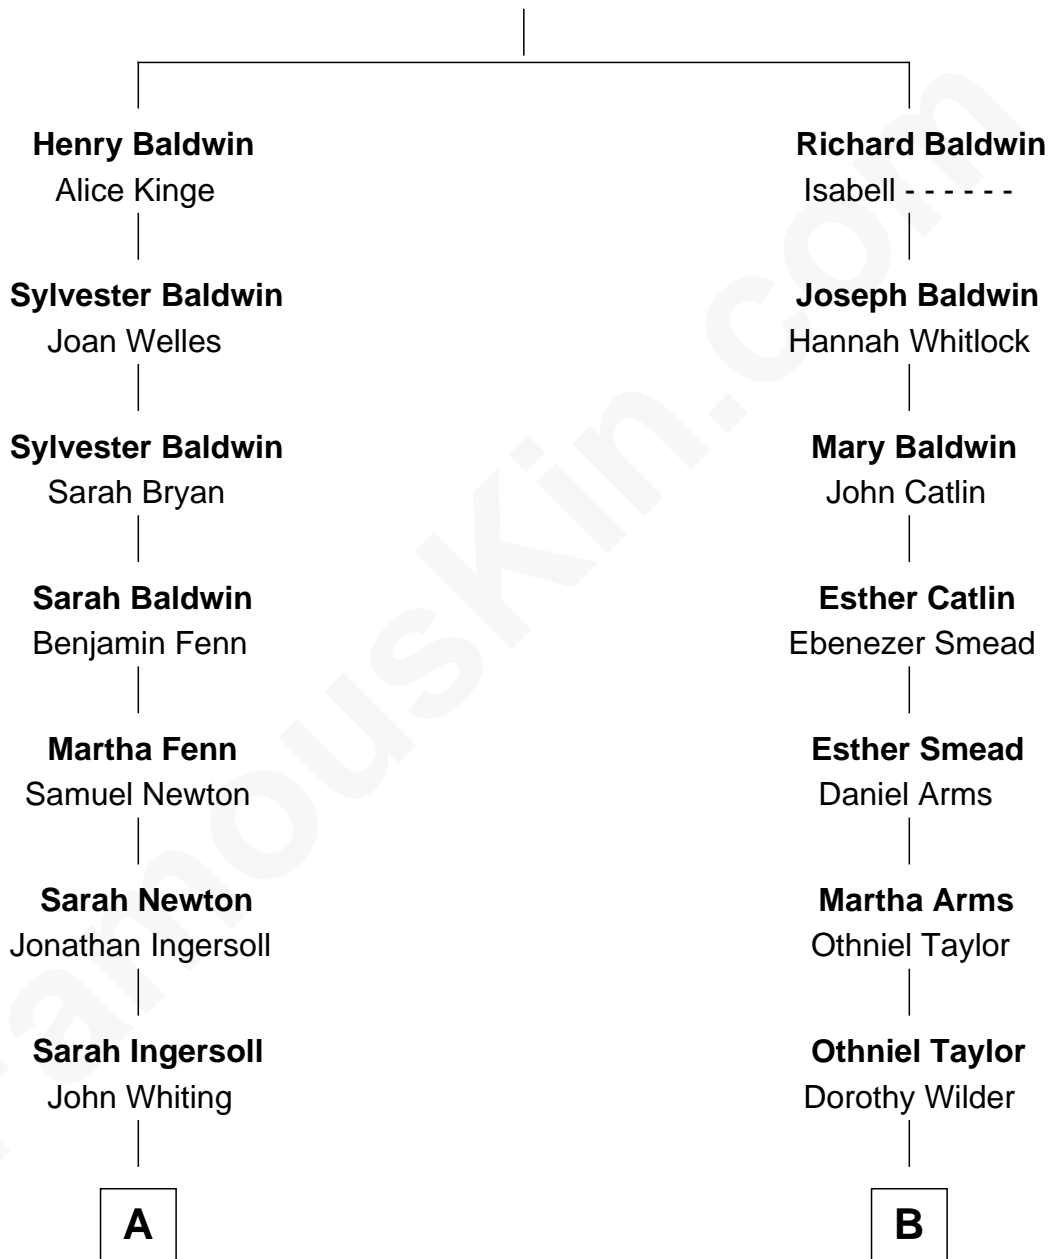 Henry Baldwin
Alice Kinge
Sylvester Baldwin
Joan Welles
Sylvester Baldwin
Sarah Bryan
Sarah Baldwin
Benjamin Fenn
Martha Fenn
Samuel Newton
Sarah Newton
Jonathan Ingersoll
Sarah Ingersoll
John Whiting
A
Richard Baldwin
Isabell - - - - - -
Joseph Baldwin
Hannah Whitlock
Mary Baldwin
John Catlin
Esther Catlin
Ebenezer Smead
Esther Smead
Daniel Arms
Martha Arms
Othniel Taylor
Othniel Taylor
Dorothy Wilder
B
FamousKin.com